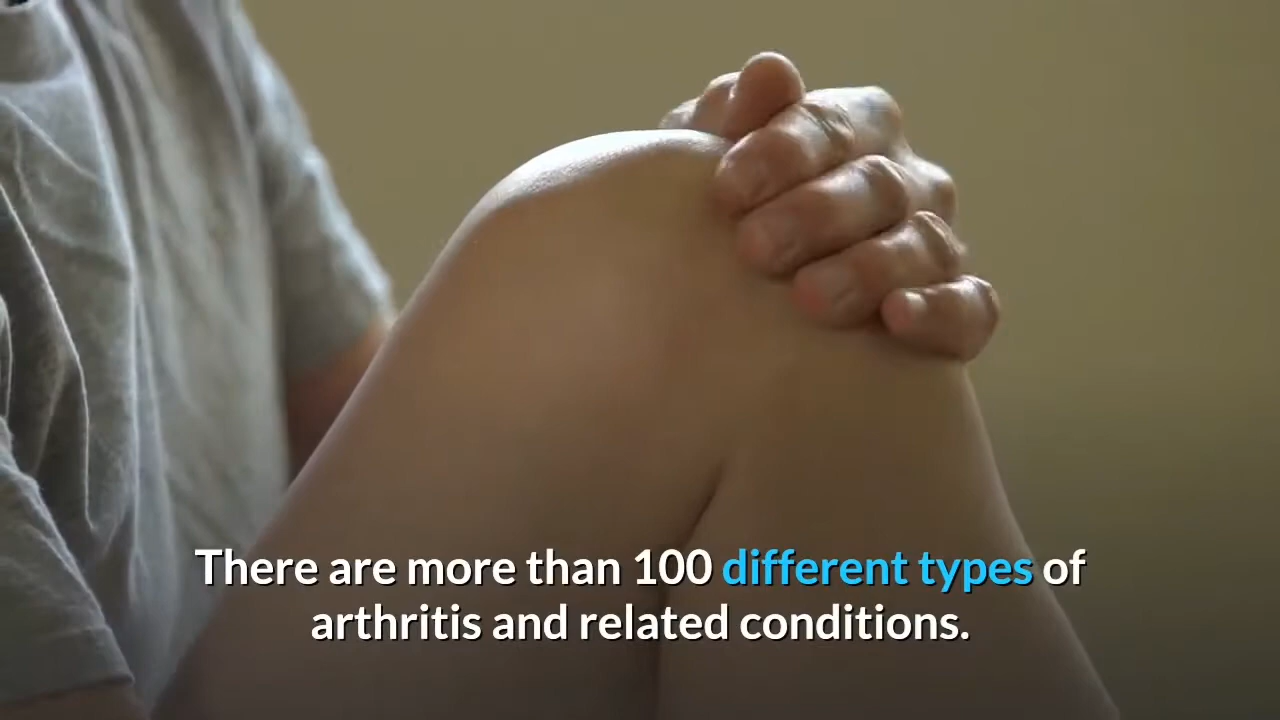 There are more than 100 different types of
arthritis and related conditions.